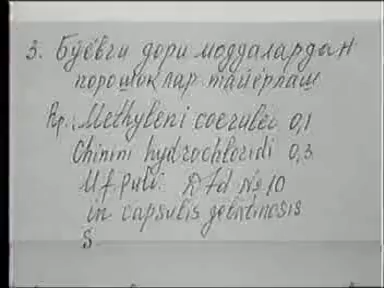 3. Бўёвчи дори моддалардан
порошоклар тайёрлаш
Rp.: Methyleni coerulei 0,1
Chinini hydrochloridi 0,3
M.f. pulv. D t d № 10
in capsulis gelatinosis
S